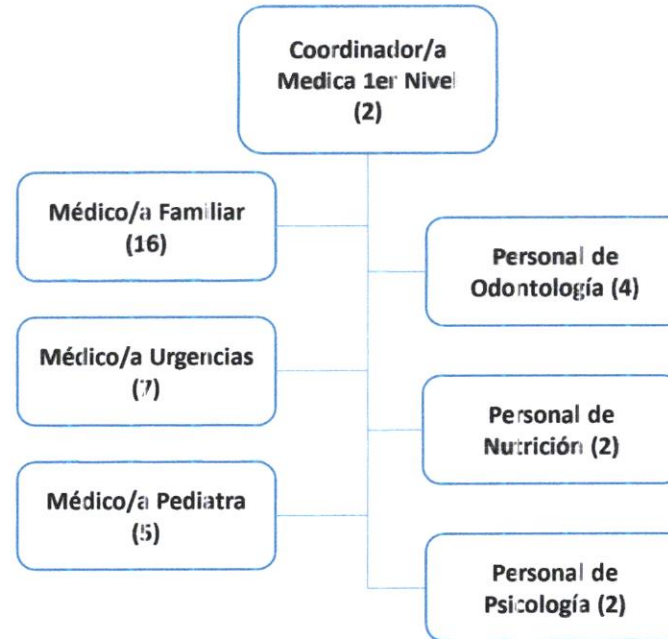 Coordinador/a
Medica 1er Nivel
(2)
Médico/a Familiar
(16)
Personal de
Odontología (4)
Médico/a Urgencias
(7)
Personal de
Nutrición (2)
Médico/a Pediatra
(5)
Personal de
Psicología (2)